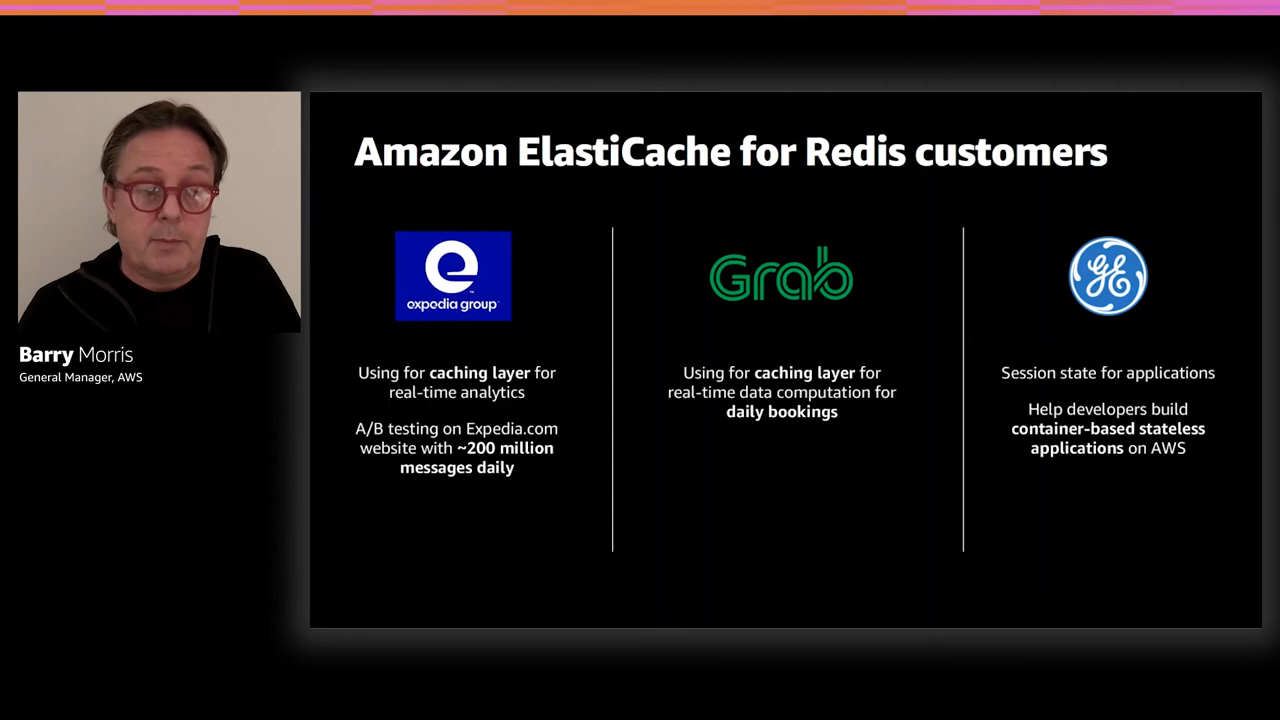 Amazon ElastiCache for Redis customers
expedia group™
Using for caching layer for
real-time analytics
A/B testing on Expedia.com
website with ~200 million
messages daily
Grab
Using for caching layer for
real-time data computation for
daily bookings
GE
Session state for applications
Help developers build
container-based stateless
applications on AWS
Barry Morris
General Manager, AWS